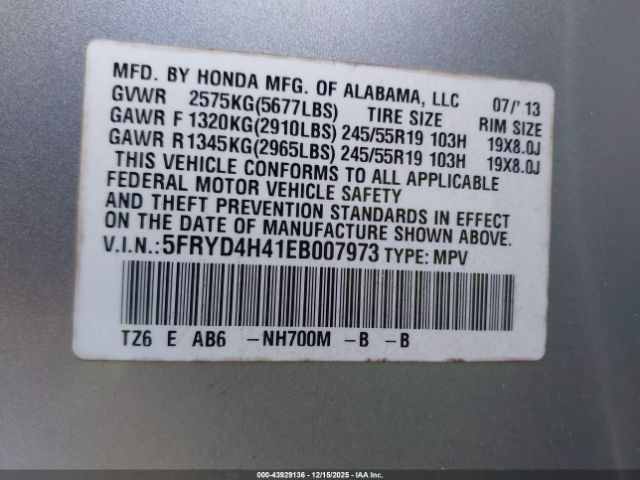 MFD. BY HONDA MFG. OF ALABAMA, LLC 07/'13
GVWR 2575KG(5677LBS) TIRE SIZE RIM SIZE
GAWR F 1320KG(2910LBS) 245/55R19 103H 19X8.0J
GAWR R 1345KG(2965LBS) 245/55R19 103H 19X8.0J
THIS VEHICLE CONFORMS TO ALL APPLICABLE
FEDERAL MOTOR VEHICLE SAFETY
AND THEFT PREVENTION STANDARDS IN EFFECT
ON THE DATE OF MANUFACTURE SHOWN ABOVE.
V.I.N.: 5FRYD4H41EB007973 TYPE: MPV
TZ6 E AB6 -NH700M -B -B
000-43929136 - 12/15/2025 - IAA Inc.